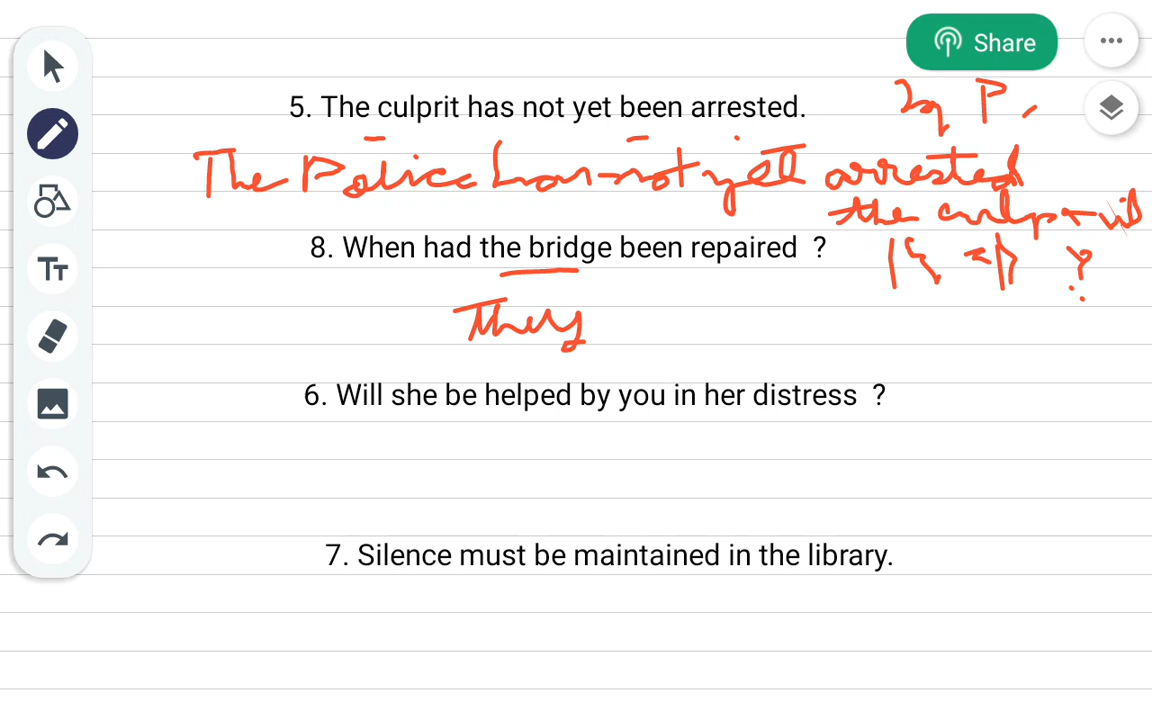 Share
5. The culprit has not yet been arrested. by P.
The Police has not yet arrested
the culprit
8. When had the bridge been repaired ?
They
6. Will she be helped by you in her distress ?
7. Silence must be maintained in the library.